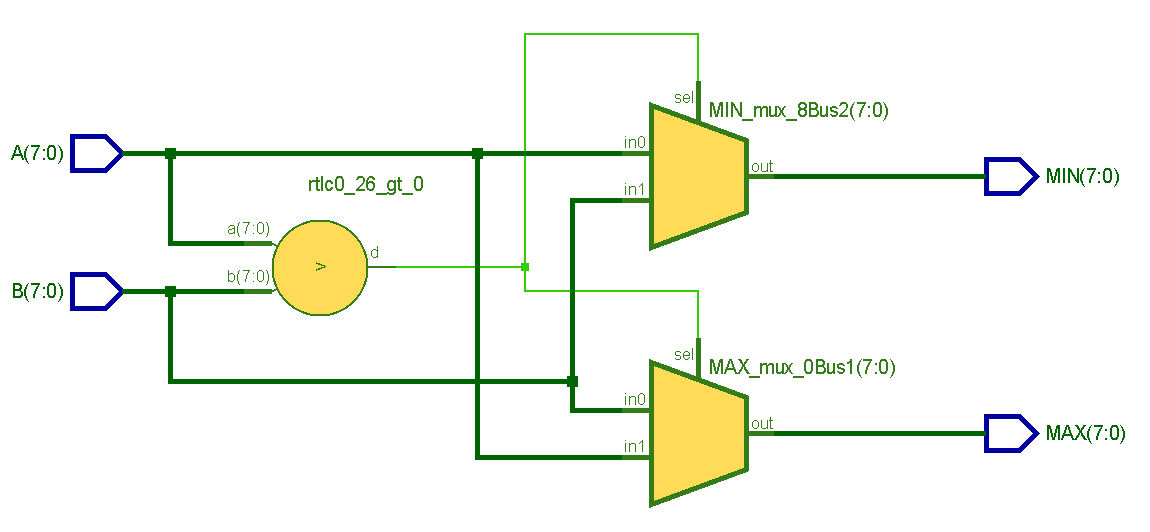 sel
MIN_mux_8Bus2(7:0)
A(7:0)
in0
out
MIN(7:0)
rtlc0_26_gt_0
in1
a(7:0)
d
>
b(7:0)
B(7:0)
sel
MAX_mux_0Bus1(7:0)
in0
out
MAX(7:0)
in1